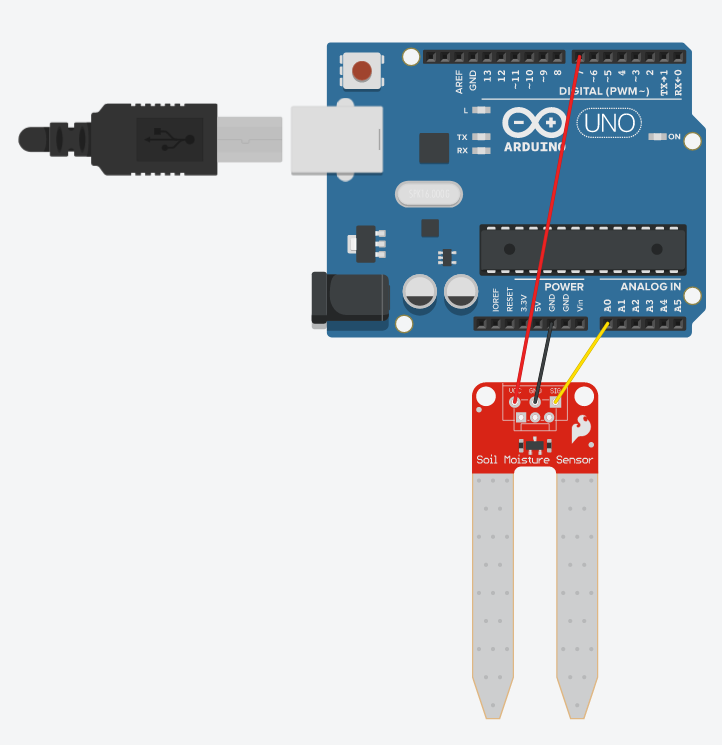 AREF
GND
13
12
~11
~10
~9
8
7
~6
~5
4
~3
2
TX→1
RX←0
DIGITAL (PWM~)
L
TX
RX
ARDUINO
UNO
ON
POWER
ANALOG IN
IOREF
RESET
3.3V
5V
GND
GND
Vin
A0
A1
A2
A3
A4
A5
VCC
GND
SIG
Soil Moisture Sensor